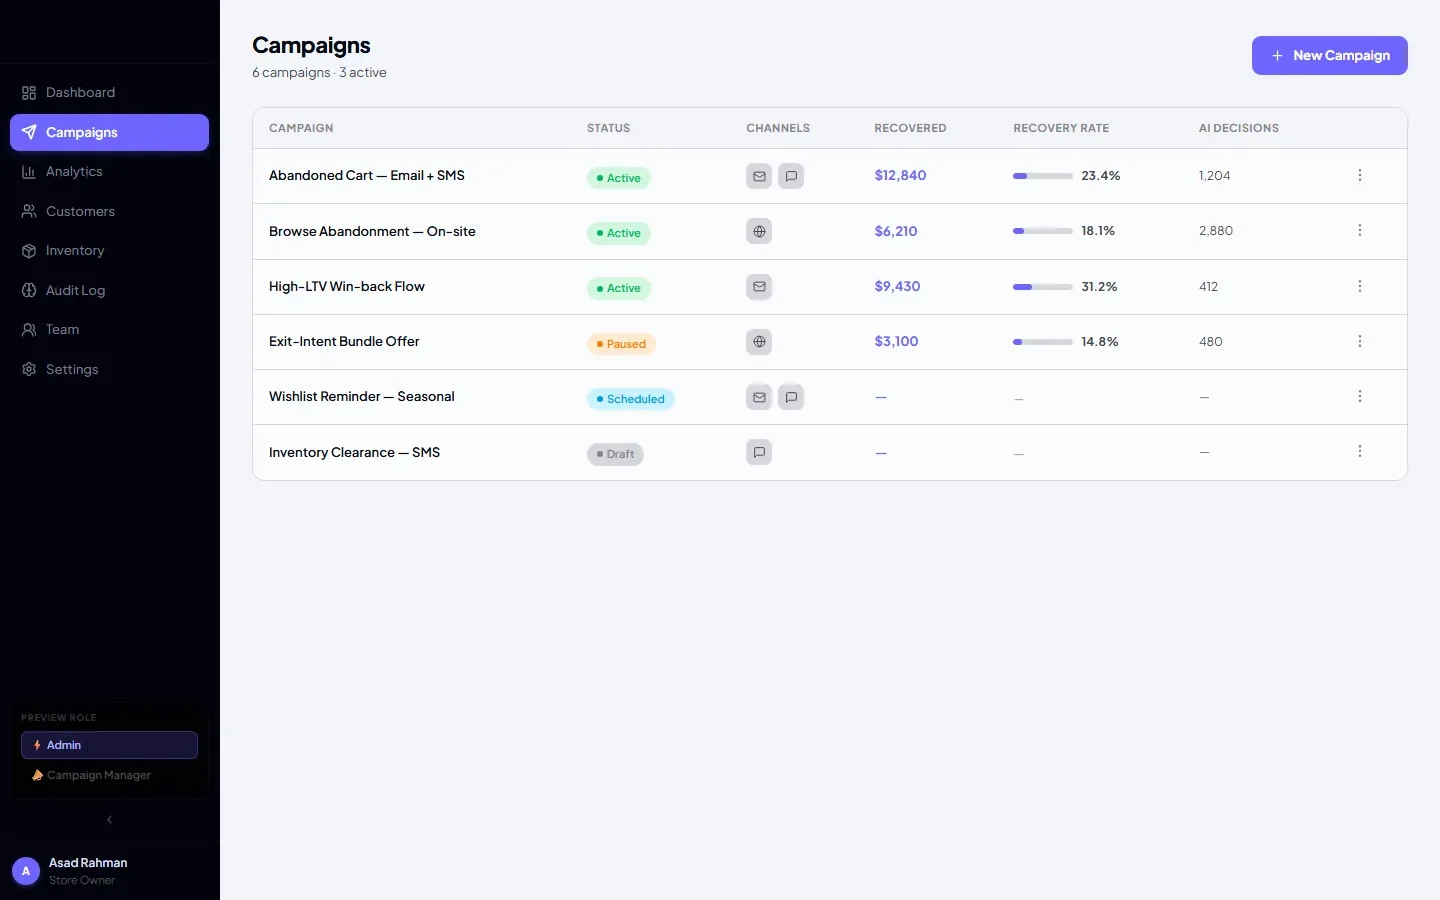 Dashboard
Campaigns
Analytics
Customers
Inventory
Audit Log
Team
Settings
PREVIEW ROLE
Admin
Campaign Manager
A
Asad Rahman
Store Owner
Campaigns
6 campaigns · 3 active
New Campaign
CAMPAIGN STATUS CHANNELS RECOVERED RECOVERY RATE AI DECISIONS
Abandoned Cart — Email + SMS Active $12,840 23.4% 1,204
Browse Abandonment — On-site Active $6,210 18.1% 2,880
High-LTV Win-back Flow Active $9,430 31.2% 412
Exit-Intent Bundle Offer Paused $3,100 14.8% 480
Wishlist Reminder — Seasonal Scheduled — — —
Inventory Clearance — SMS Draft — — —